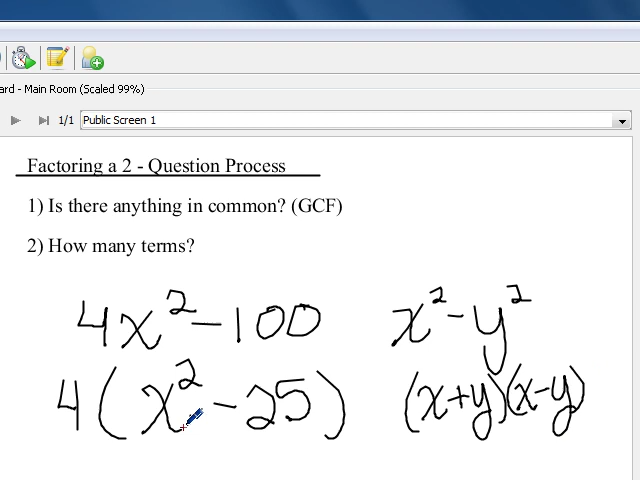 ard - Main Room (Scaled 99%)
1/1 Public Screen 1
Factoring a 2 - Question Process
1) Is there anything in common? (GCF)
2) How many terms?
4x² - 100
x² - y²
4(x² - 25)
(x+y)(x-y)